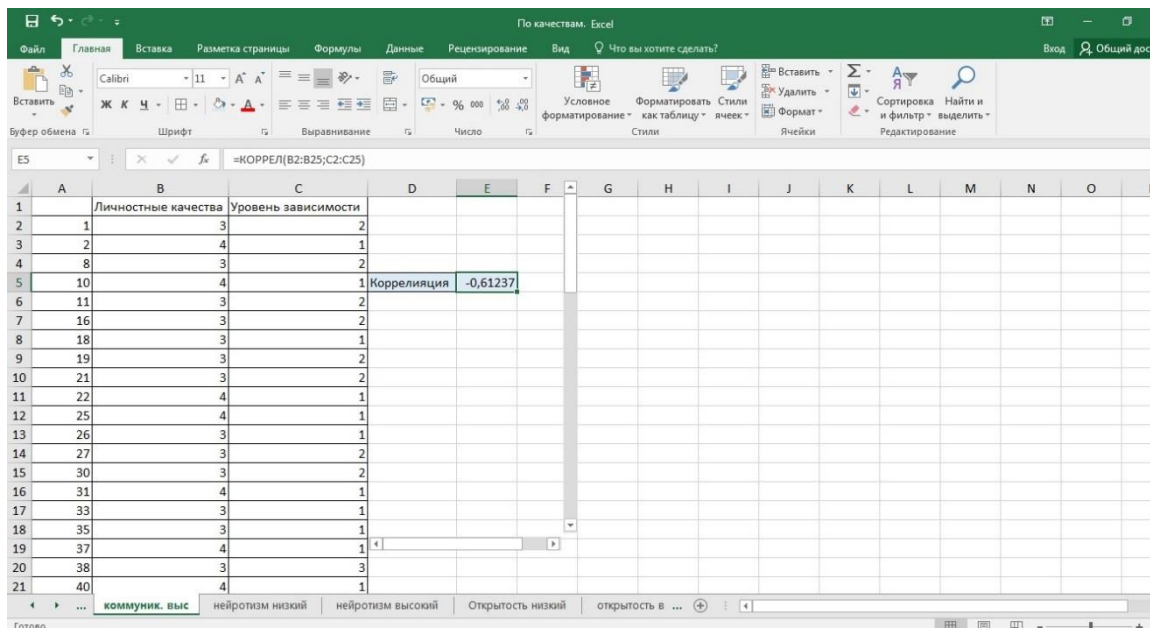 По качествам. Excel
Файл Главная Вставка Разметка страницы Формулы Данные Рецензирование Вид Что вы хотите сделать? Вход Общий дос
Вставить
Calibri 11 A A Общий
Ж К Ч % 000
Условное форматирование Форматировать как таблицу Стили ячеек
Вставить
Удалить
Формат
Сортировка и фильтр Найти и выделить
Буфер обмена Шрифт Выравнивание Число Стили Ячейки Редактирование
E5 fx =КОРРЕЛ(B2:B25;C2:C25)
A B C D E F G H I J K L M N O
1 Личностные качества Уровень зависимости
2 1 3 2
3 2 4 1
4 8 3 2
5 10 4 1 Коррелияция -0,61237
6 11 3 2
7 16 3 2
8 18 3 1
9 19 3 2
10 21 3 2
11 22 4 1
12 25 4 1
13 26 3 1
14 27 3 2
15 30 3 2
16 31 4 1
17 33 3 1
18 35 3 1
19 37 4 1
20 38 3 3
21 40 4 1
... коммуник. выс нейротизм низкий нейротизм высокий Открытость низкий открытость в ...
Готово